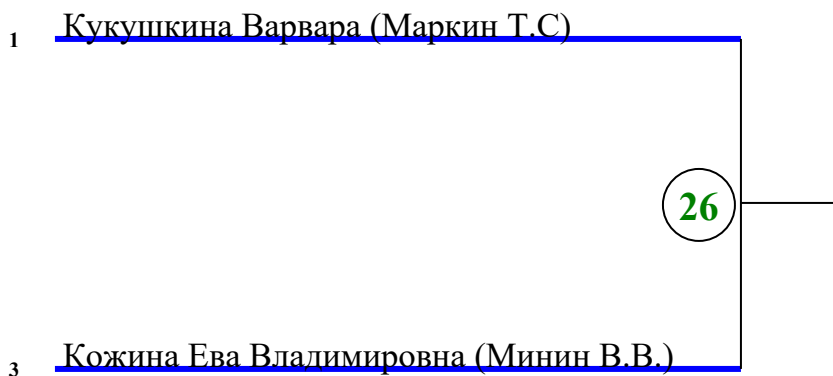 1 Кукушкина Варвара (Маркин Т.С)
26
3 Кожина Ева Владимировна (Минин В.В.)